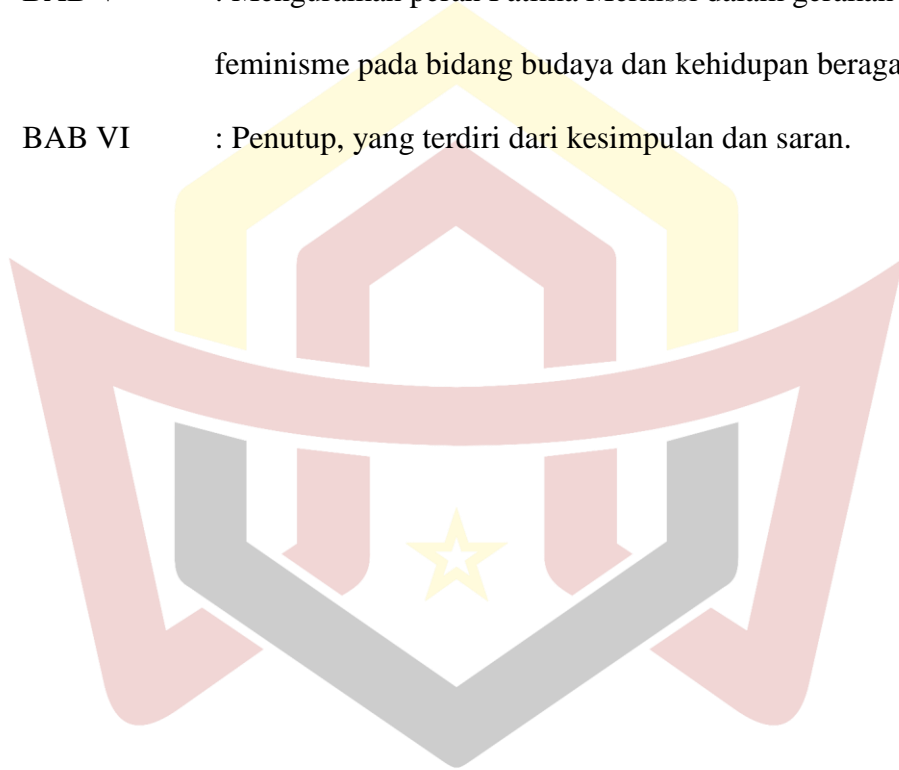 feminisme pada bidang budaya dan kehidupan beraga
BAB VI : Penutup, yang terdiri dari kesimpulan dan saran.